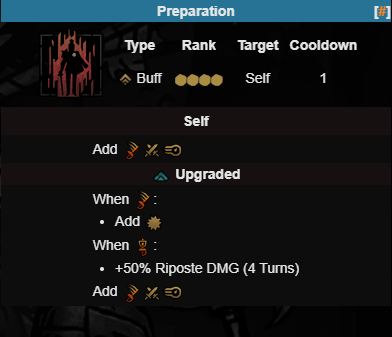 Preparation
[#]
Type Rank Target Cooldown
Buff Self 1
Self
Add
Upgraded
When :
• Add
When :
• +50% Riposte DMG (4 Turns)
Add